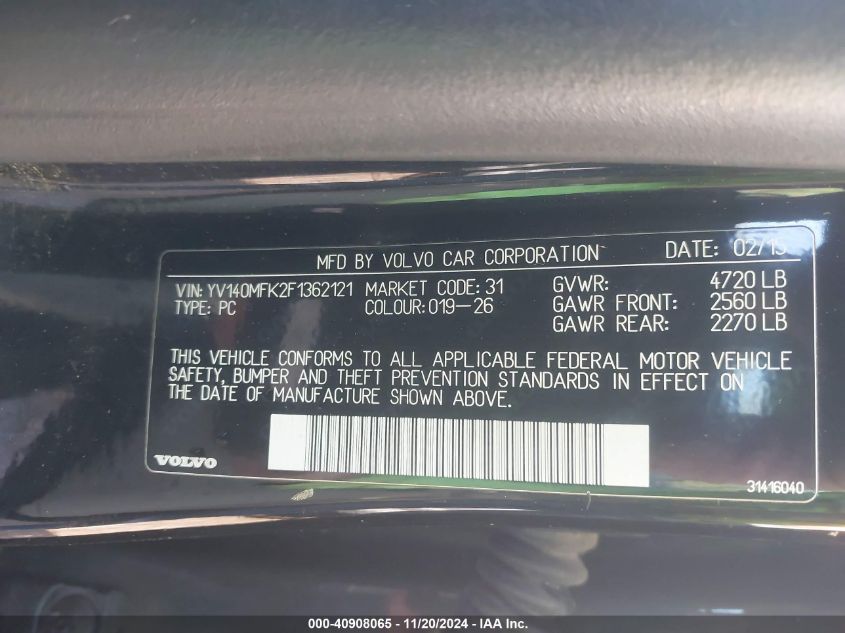 MFD BY VOLVO CAR CORPORATION DATE: 02/15
VIN: YV140MFK2F1362121 MARKET CODE: 31 GVWR: 4720 LB
TYPE: PC COLOUR: 019-26 GAWR FRONT: 2560 LB
GAWR REAR: 2270 LB
THIS VEHICLE CONFORMS TO ALL APPLICABLE FEDERAL MOTOR VEHICLE
SAFETY, BUMPER AND THEFT PREVENTION STANDARDS IN EFFECT ON
THE DATE OF MANUFACTURE SHOWN ABOVE.
VOLVO
31416040
000-40908065 - 11/20/2024 - IAA Inc.